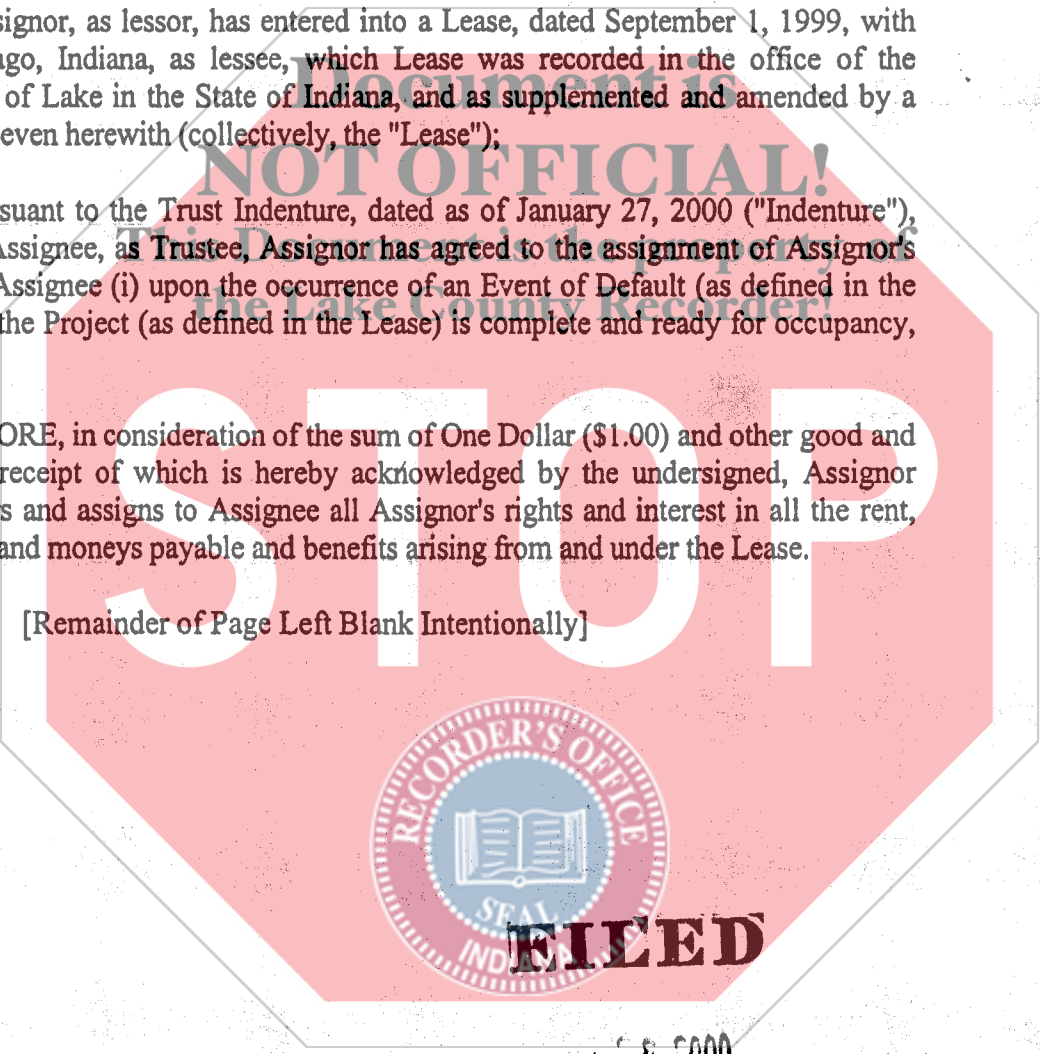 signor, as lessor, has entered into a Lease, dated September 1, 1999, with
ago, Indiana, as lessee, which Lease was recorded in the office of the
Document is
of Lake in the State of Indiana, and as supplemented and amended by a
even herewith (collectively, the "Lease");
NOT OFFICIAL!
suant to the Trust Indenture, dated as of January 27, 2000 ("Indenture"),
This Document is the property of
Assignee, as Trustee, Assignor has agreed to the assignment of Assignor's
Assignee (i) upon the occurrence of an Event of Default (as defined in the
the Lake County Recorder!
the Project (as defined in the Lease) is complete and ready for occupancy,
STOP
ORE, in consideration of the sum of One Dollar ($1.00) and other good and
receipt of which is hereby acknowledged by the undersigned, Assignor
s and assigns to Assignee all Assignor's rights and interest in all the rent,
and moneys payable and benefits arising from and under the Lease.
[Remainder of Page Left Blank Intentionally]
RECORDER'S OFFICE
SEAL
INDIANA
FILED
2000